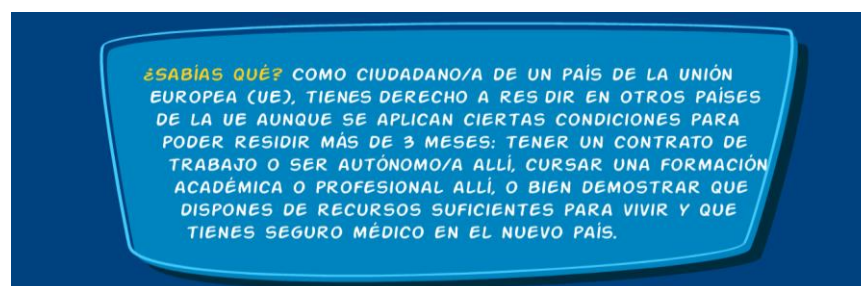 ¿SABÍAS QUÉ? COMO CIUDADANO/A DE UN PAÍS DE LA UNIÓN
EUROPEA (UE), TIENES DERECHO A RES DIR EN OTROS PAÍSES
DE LA UE AUNQUE SE APLICAN CIERTAS CONDICIONES PARA
PODER RESIDIR MÁS DE 3 MESES: TENER UN CONTRATO DE
TRABAJO O SER AUTÓNOMO/A ALLÍ, CURSAR UNA FORMACIÓN
ACADÉMICA O PROFESIONAL ALLÍ, O BIEN DEMOSTRAR QUE
DISPONES DE RECURSOS SUFICIENTES PARA VIVIR Y QUE
TIENES SEGURO MÉDICO EN EL NUEVO PAÍS.